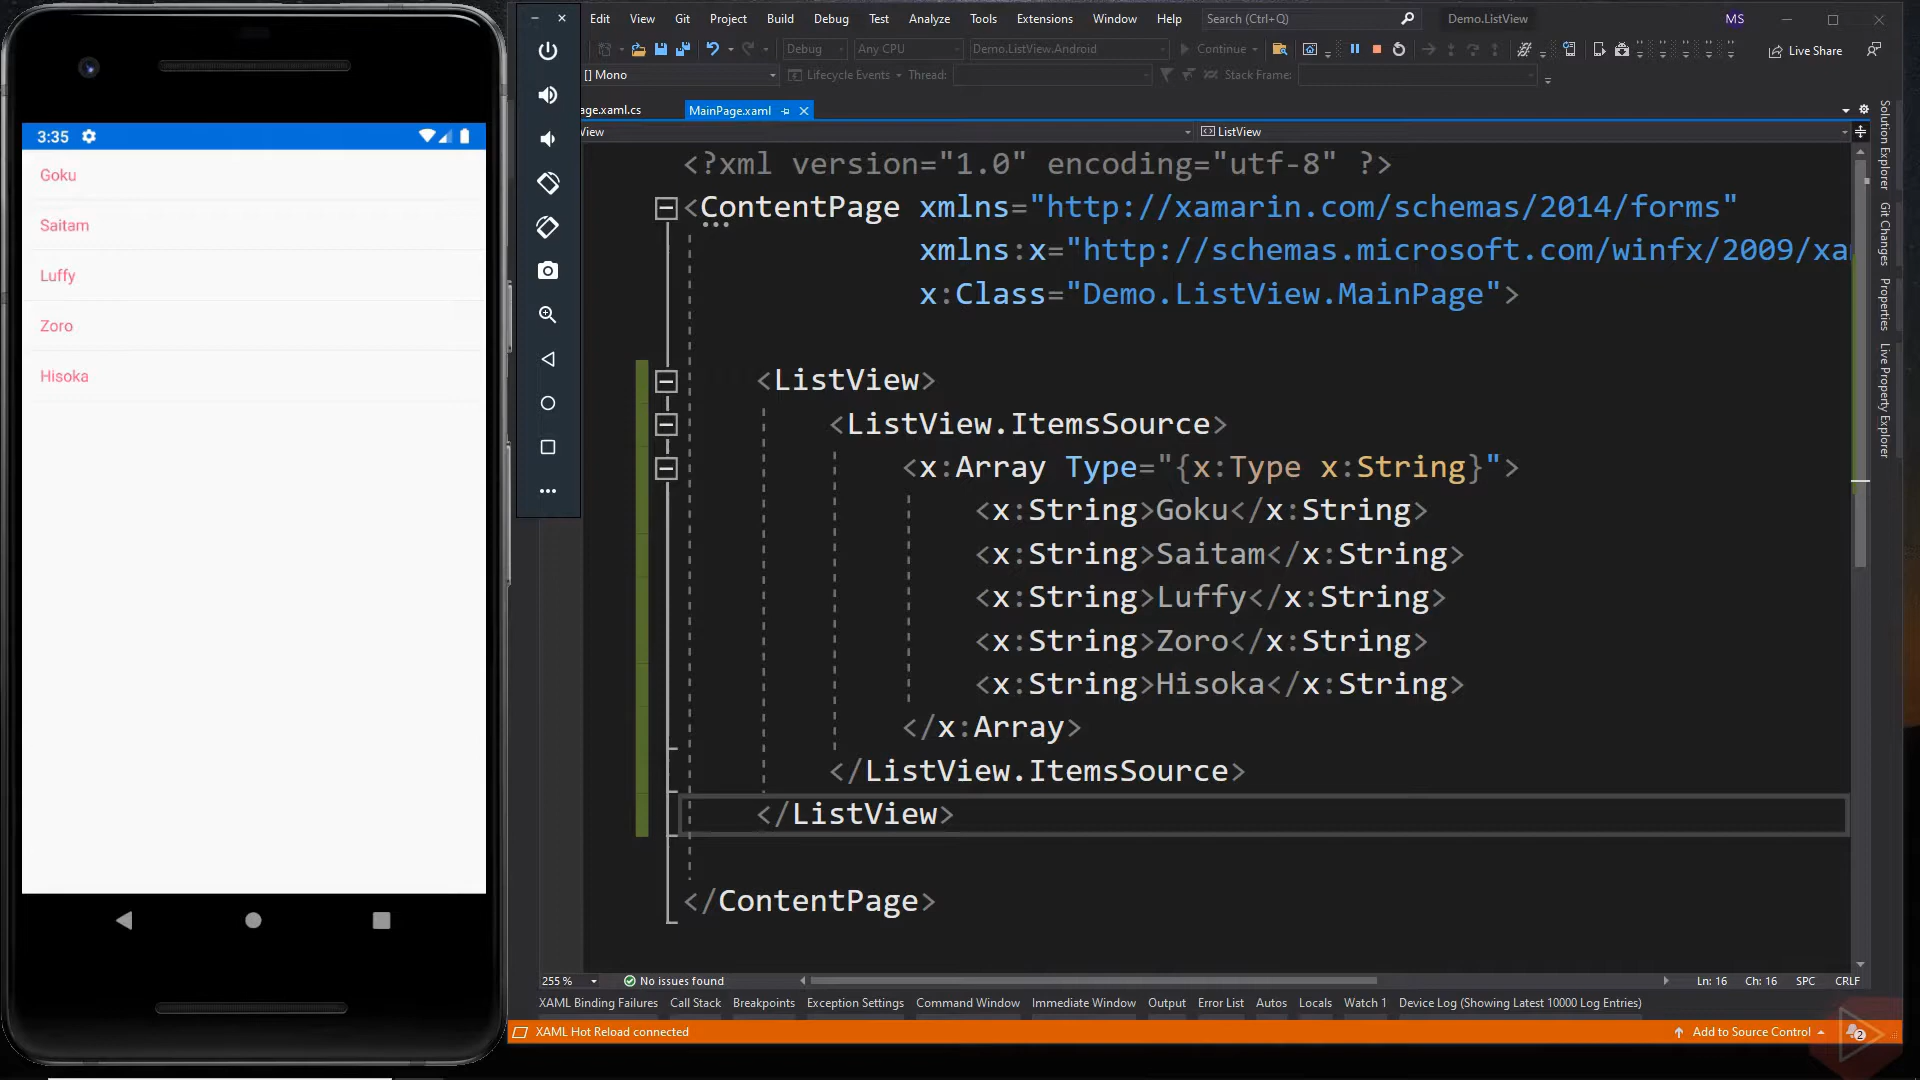 3:35
Goku
Saitam
Luffy
Zoro
Hisoka
Edit View Git Project Build Debug Test Analyze Tools Extensions Window Help Search (Ctrl+Q) Demo.ListView MS
Debug Any CPU Demo.ListView.Android Continue Live Share
[] Mono Lifecycle Events Thread: Stack Frame:
age.xaml.cs MainPage.xaml
View ListView
<?xml version="1.0" encoding="utf-8" ?>
<ContentPage xmlns="http://xamarin.com/schemas/2014/forms"
xmlns:x="http://schemas.microsoft.com/winfx/2009/xa
x:Class="Demo.ListView.MainPage">
<ListView>
<ListView.ItemsSource>
<x:Array Type="{x:Type x:String}">
<x:String>Goku</x:String>
<x:String>Saitam</x:String>
<x:String>Luffy</x:String>
<x:String>Zoro</x:String>
<x:String>Hisoka</x:String>
</x:Array>
</ListView.ItemsSource>
</ListView>
</ContentPage>
Solution Explorer
Git Changes
Properties
Live Property Explorer
255 % No issues found Ln: 16 Ch: 16 SPC CRLF
XAML Binding Failures Call Stack Breakpoints Exception Settings Command Window Immediate Window Output Error List Autos Locals Watch 1 Device Log (Showing Latest 10000 Log Entries)
XAML Hot Reload connected Add to Source Control 2